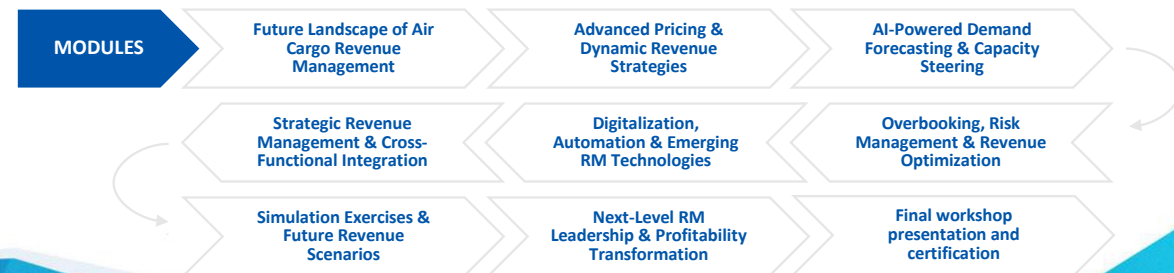 MODULES
Future Landscape of Air
Cargo Revenue
Management
Advanced Pricing &
Dynamic Revenue
Strategies
AI-Powered Demand
Forecasting & Capacity
Steering
Overbooking, Risk
Management & Revenue
Optimization
Digitalization,
Automation & Emerging
RM Technologies
Strategic Revenue
Management & Cross-
Functional Integration
Simulation Exercises &
Future Revenue
Scenarios
Next-Level RM
Leadership & Profitability
Transformation
Final workshop
presentation and
certification